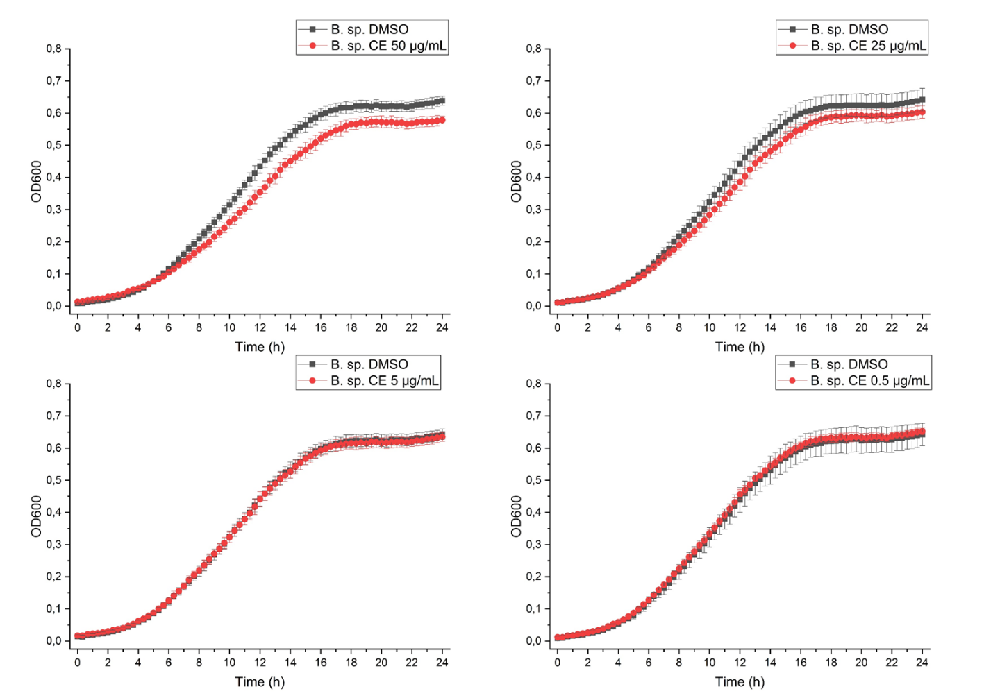 B. sp. DMSO
B. sp. CE 50 µg/mL
0,8
0,7
0,6
0,5
0,4
0,3
0,2
0,1
0,0
OD600
0 2 4 6 8 10 12 14 16 18 20 22 24
Time (h)
B. sp. DMSO
B. sp. CE 25 µg/mL
0,8
0,7
0,6
0,5
0,4
0,3
0,2
0,1
0,0
OD600
0 2 4 6 8 10 12 14 16 18 20 22 24
Time (h)
B. sp. DMSO
B. sp. CE 5 µg/mL
0,8
0,7
0,6
0,5
0,4
0,3
0,2
0,1
0,0
OD600
0 2 4 6 8 10 12 14 16 18 20 22 24
Time (h)
B. sp. DMSO
B. sp. CE 0.5 µg/mL
0,8
0,7
0,6
0,5
0,4
0,3
0,2
0,1
0,0
OD600
0 2 4 6 8 10 12 14 16 18 20 22 24
Time (h)